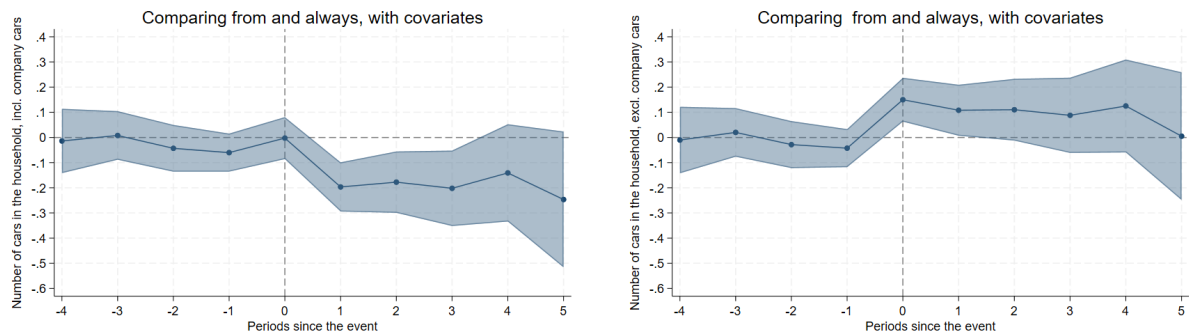 Comparing from and always, with covariates
Number of cars in the household, incl. company cars
.4
.3
.2
.1
0
-.1
-.2
-.3
-.4
-.5
-.6
-4 -3 -2 -1 0 1 2 3 4 5
Periods since the event
Comparing  from and always, with covariates
Number of cars in the household, excl. company cars
.4
.3
.2
.1
0
-.1
-.2
-.3
-.4
-.5
-.6
-4 -3 -2 -1 0 1 2 3 4 5
Periods since the event